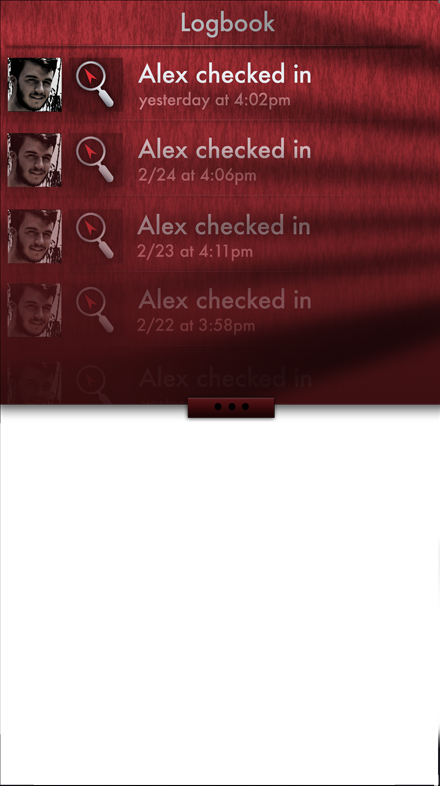 Logbook
Alex checked in
yesterday at 4:02pm
Alex checked in
2/24 at 4:06pm
Alex checked in
2/23 at 4:11pm
Alex checked in
2/22 at 3:58pm
Alex checked in